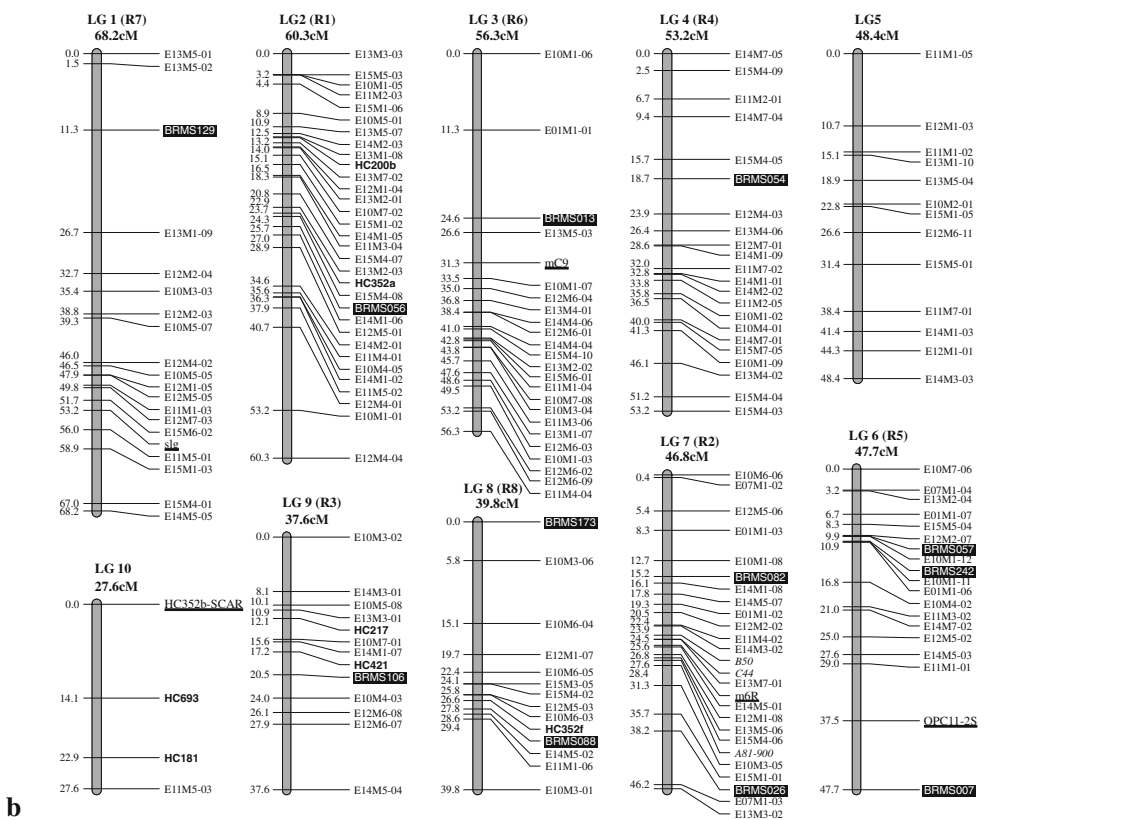 LG 1 (R7)
68.2cM
0.0
1.5
11.3
26.7
32.7
35.4
38.8
39.3
46.0
46.5
47.9
49.8
51.7
53.2
56.0
58.9
67.0
68.2
E13M5-01
E13M5-02
BRMS129
E13M1-09
E12M2-04
E10M3-03
E12M2-03
E10M5-07
E12M4-02
E10M5-05
E12M1-05
E12M5-05
E11M1-03
E12M7-03
E15M6-02
slg
E11M5-01
E15M1-03
E15M4-01
E14M5-05
LG2 (R1)
60.3cM
0.0
3.2
4.4
8.9
10.9
12.5
13.2
14.0
15.1
16.5
18.3
20.8
22.9
23.7
24.3
25.7
27.0
28.9
34.6
35.6
36.3
37.9
40.7
53.2
60.3
E13M3-03
E15M5-03
E10M1-05
E11M2-03
E15M1-06
E10M5-01
E13M5-07
E14M2-03
E13M1-08
HC200b
E13M7-02
E12M1-04
E13M2-01
E10M7-02
E15M1-02
E14M1-05
E11M3-04
E15M4-07
E13M2-03
HC352a
E15M4-08
BRMS056
E14M1-06
E12M5-01
E14M2-01
E11M4-01
E10M4-05
E14M1-02
E11M5-02
E12M4-01
E10M1-01
E12M4-04
LG 3 (R6)
56.3cM
0.0
11.3
24.6
26.6
31.3
33.5
35.0
36.8
38.4
41.0
42.8
43.8
45.7
47.6
48.6
49.5
53.2
56.3
E10M1-06
E01M1-01
BRMS013
E13M5-03
mC9
E10M1-07
E12M6-04
E13M4-01
E14M4-06
E12M6-01
E14M4-04
E15M4-10
E13M2-02
E15M6-01
E11M1-04
E10M7-08
E10M3-04
E11M3-06
E13M1-07
E12M6-03
E10M1-03
E12M6-02
E12M6-09
E11M4-04
LG 4 (R4)
53.2cM
0.0
2.5
6.7
9.4
15.7
18.7
23.9
26.4
28.6
32.0
32.8
33.8
35.8
36.5
40.0
41.3
46.1
51.2
53.2
E14M7-05
E15M4-09
E11M2-01
E14M7-04
E15M4-05
BRMS054
E12M4-03
E13M4-06
E12M7-01
E14M1-09
E11M7-02
E14M1-01
E14M2-02
E11M2-05
E10M1-02
E10M4-01
E14M7-01
E15M7-05
E10M1-09
E13M4-02
E15M4-04
E15M4-03
LG5
48.4cM
0.0
10.7
15.1
18.9
22.8
26.6
31.4
38.4
41.4
44.3
48.4
E11M1-05
E12M1-03
E11M1-02
E13M1-10
E13M5-04
E10M2-01
E15M1-05
E12M6-11
E15M5-01
E11M7-01
E14M1-03
E12M1-01
E14M3-03
LG 10
27.6cM
0.0
14.1
22.9
27.6
HC352b-SCAR
HC693
HC181
E11M5-03
LG 9 (R3)
37.6cM
0.0
8.1
10.1
10.9
12.1
15.6
17.2
20.5
24.0
26.1
27.9
37.6
E10M3-02
E14M3-01
E10M5-08
E13M3-01
HC217
E10M7-01
E14M1-07
HC421
BRMS106
E10M4-03
E12M6-08
E12M6-07
E14M5-04
LG 8 (R8)
39.8cM
0.0
5.8
15.1
19.7
22.4
24.1
25.8
26.6
27.8
28.6
29.4
39.8
BRMS173
E10M3-06
E10M6-04
E12M1-07
E10M6-05
E15M3-05
E15M4-02
E12M5-03
E10M6-03
HC352f
BRMS088
E14M5-02
E11M1-06
E10M3-01
LG 7 (R2)
46.8cM
0.4
5.4
8.3
12.7
15.2
16.1
17.8
19.3
20.5
22.4
23.9
24.5
25.6
26.8
27.6
28.4
31.3
35.7
38.2
46.2
E10M6-06
E07M1-02
E12M5-06
E01M1-03
E10M1-08
BRMS082
E14M1-08
E14M5-07
E01M1-02
E12M2-02
E11M4-02
E14M3-02
B50
C44
E13M7-01
m6R
E14M5-01
E12M1-08
E13M5-06
E15M4-06
A81-900
E10M3-05
E15M1-01
BRMS026
E07M1-03
E13M3-02
LG 6 (R5)
47.7cM
0.0
3.2
6.7
8.3
9.9
10.9
16.8
21.0
25.0
27.6
29.0
37.5
47.7
E10M7-06
E07M1-04
E13M2-04
E01M1-07
E15M5-04
E12M2-07
BRMS057
E10M1-12
BRMS242
E10M1-11
E01M1-06
E10M4-02
E11M3-02
E14M7-02
E12M5-02
E14M5-03
E11M1-01
OPC11-2S
BRMS007
b